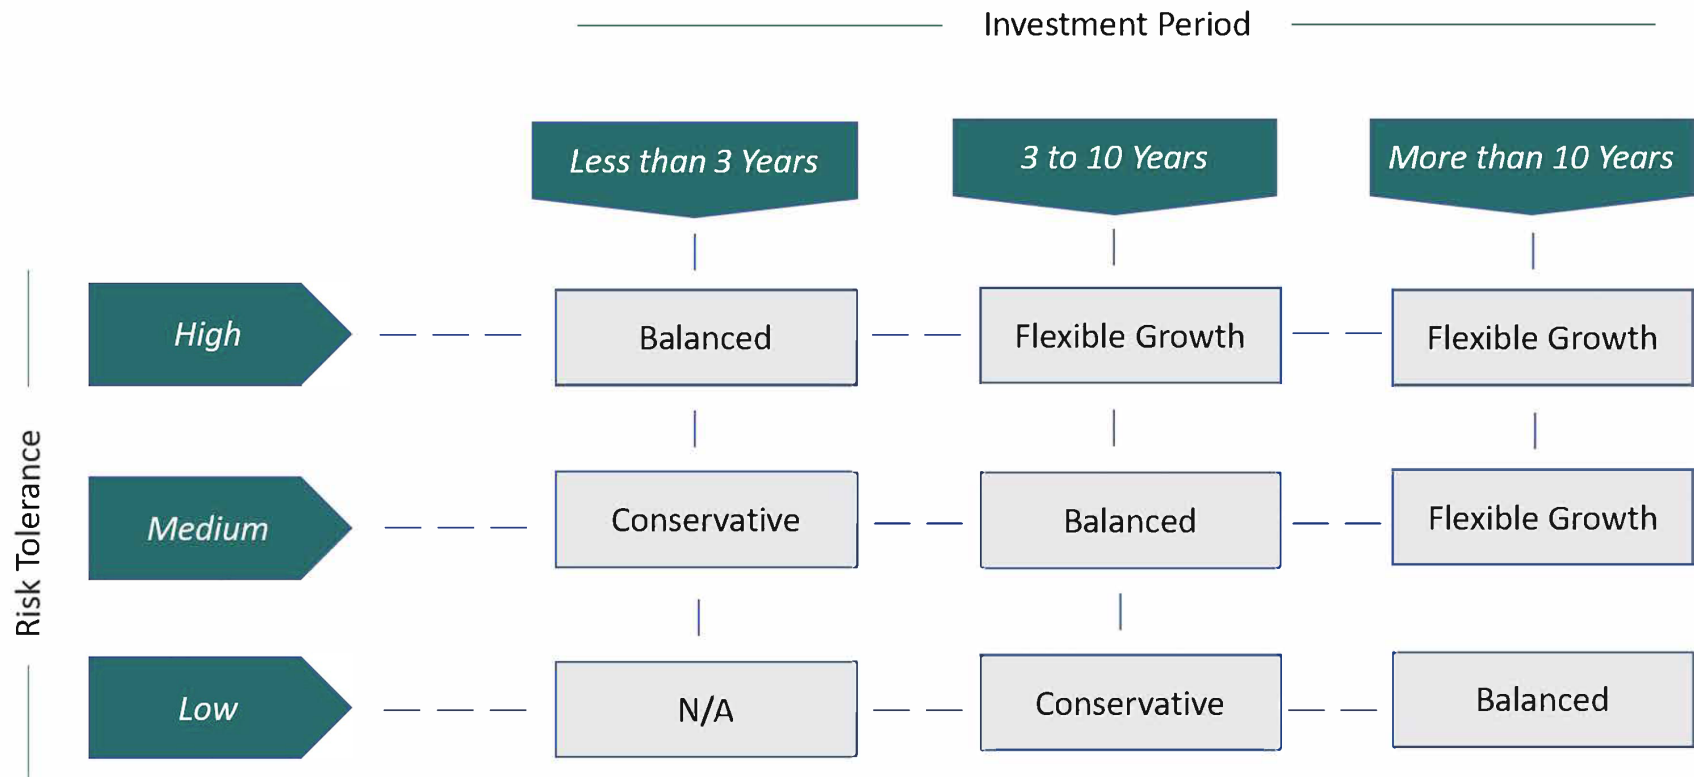 Investment Period
Less than 3 Years
3 to 10 Years
More than 10 Years
Risk Tolerance
High
Balanced
Flexible Growth
Flexible Growth
Medium
Conservative
Balanced
Flexible Growth
Low
N/A
Conservative
Balanced